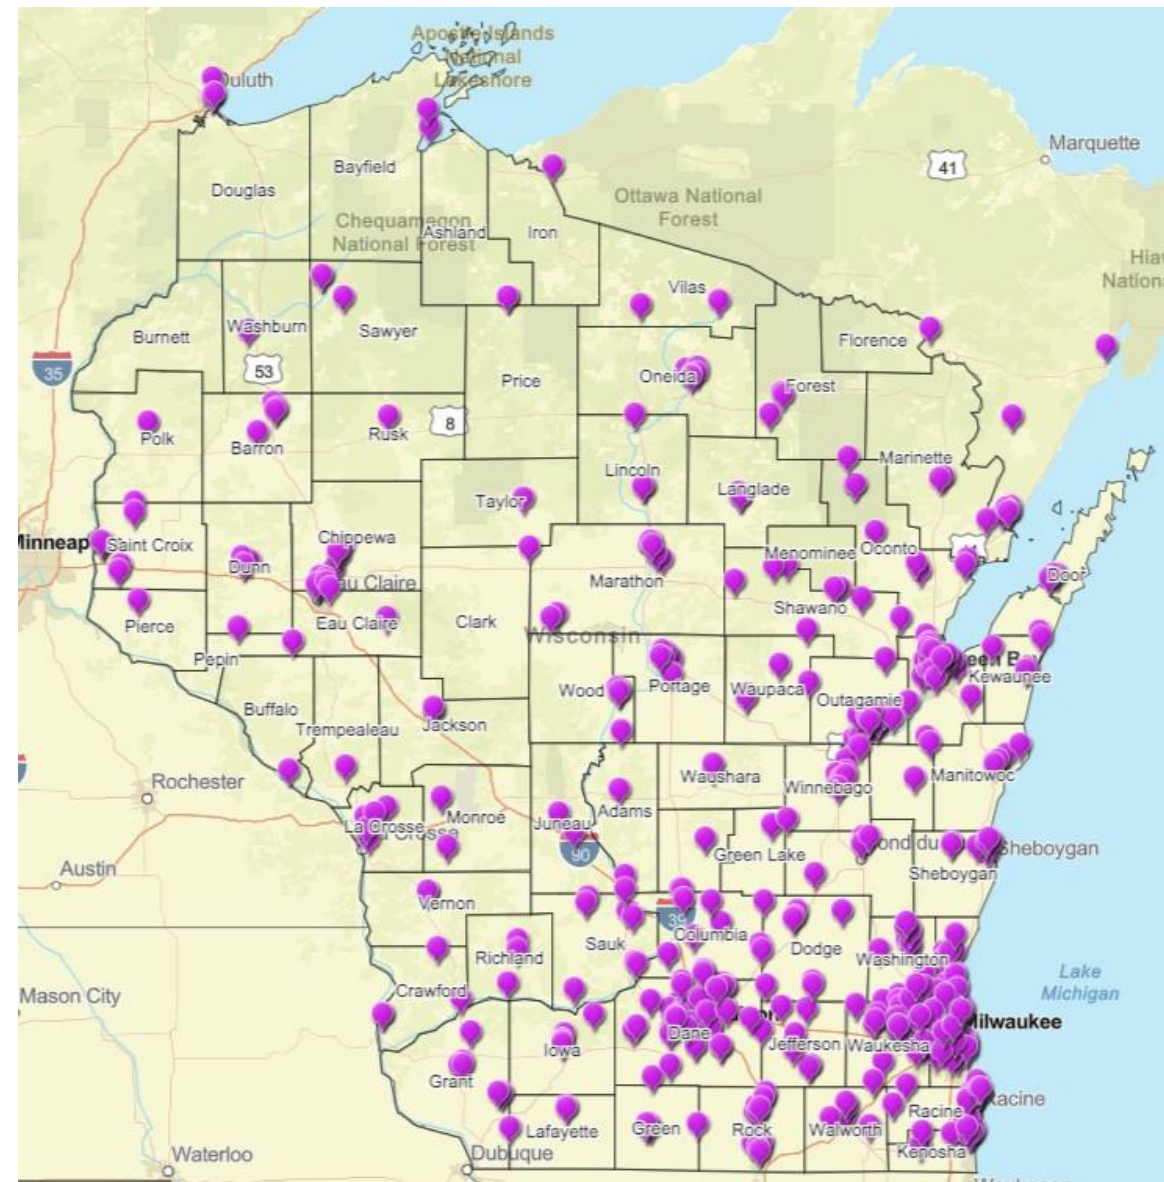 Apostle Islands
National
Lakeshore
Duluth
Marquette
41
Bayfield
Douglas
Ottawa National
Forest
Chequamegon
National Forest
Ashland
Iron
Vilas
Washburn
Sawyer
Burnett
Florence
35
53
Price
Oneida
Forest
Polk
Barron
Rusk
8
Lincoln
Marinette
Taylor
Langlade
Chippewa
Saint Croix
Dunn
Menominee
Oconto
Marathon
Door
Eau Claire
Shawano
Pierce
Clark
Wisconsin
Pepin
Wood
Portage
Waupaca
Outagamie
Kewaunee
Buffalo
Trempealeau
Jackson
Rochester
Waushara
Winnebago
Manitowoc
Adams
Monroe
Juneau
La Crosse
90
Green Lake
Sheboygan
Austin
Sheboygan
Vernon
39
Columbia
Sauk
Dodge
Richland
Washington
Lake
Michigan
Mason City
Crawford
Milwaukee
Dane
Jefferson
Waukesha
Iowa
Grant
Racine
Racine
Lafayette
Green
Rock
Walworth
Kenosha
Waterloo
Dubuque